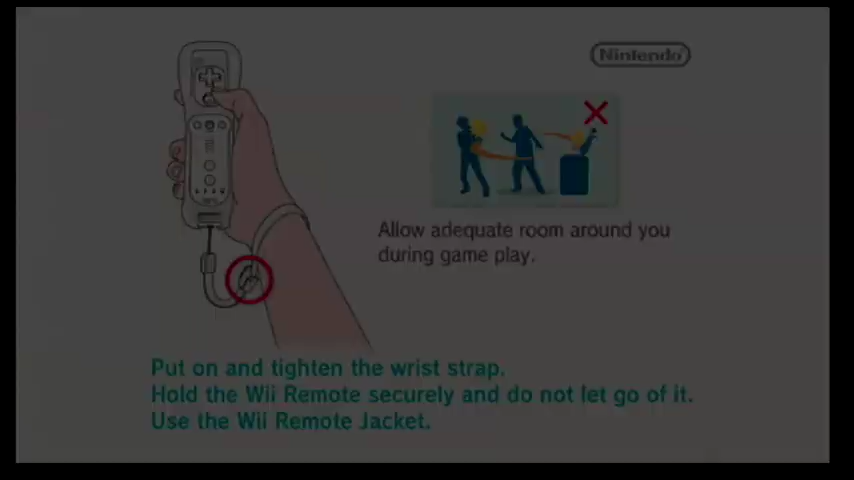 Nintendo
Allow adequate room around you
during game play.
Put on and tighten the wrist strap.
Hold the Wii Remote securely and do not let go of it.
Use the Wii Remote Jacket.